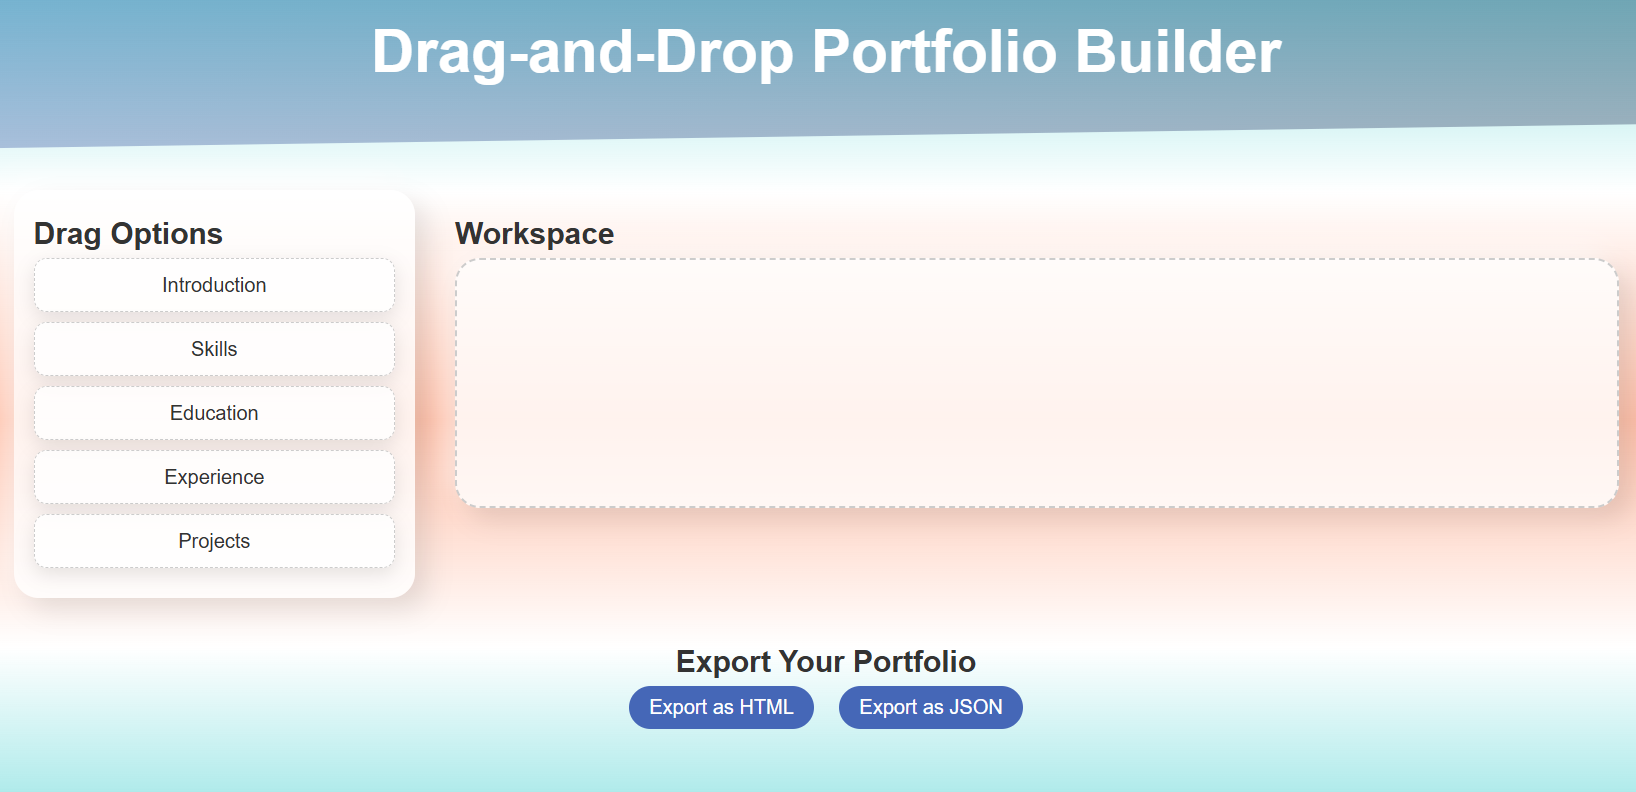 Drag-and-Drop Portfolio Builder
Drag Options
Introduction
Skills
Education
Experience
Projects
Workspace
Export Your Portfolio
Export as HTML
Export as JSON